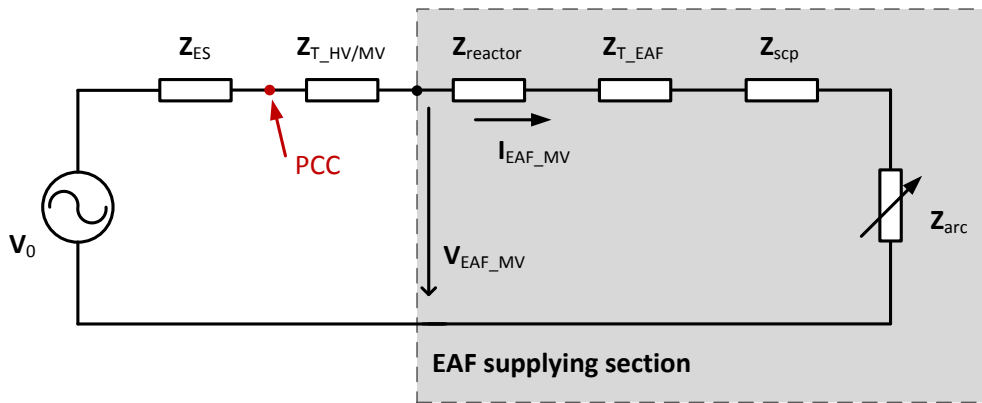 Z_ES
Z_T_HV/MV
Z_reactor
Z_T_EAF
Z_scp
PCC
I_EAF_MV
V_0
Z_arc
V_EAF_MV
EAF supplying section